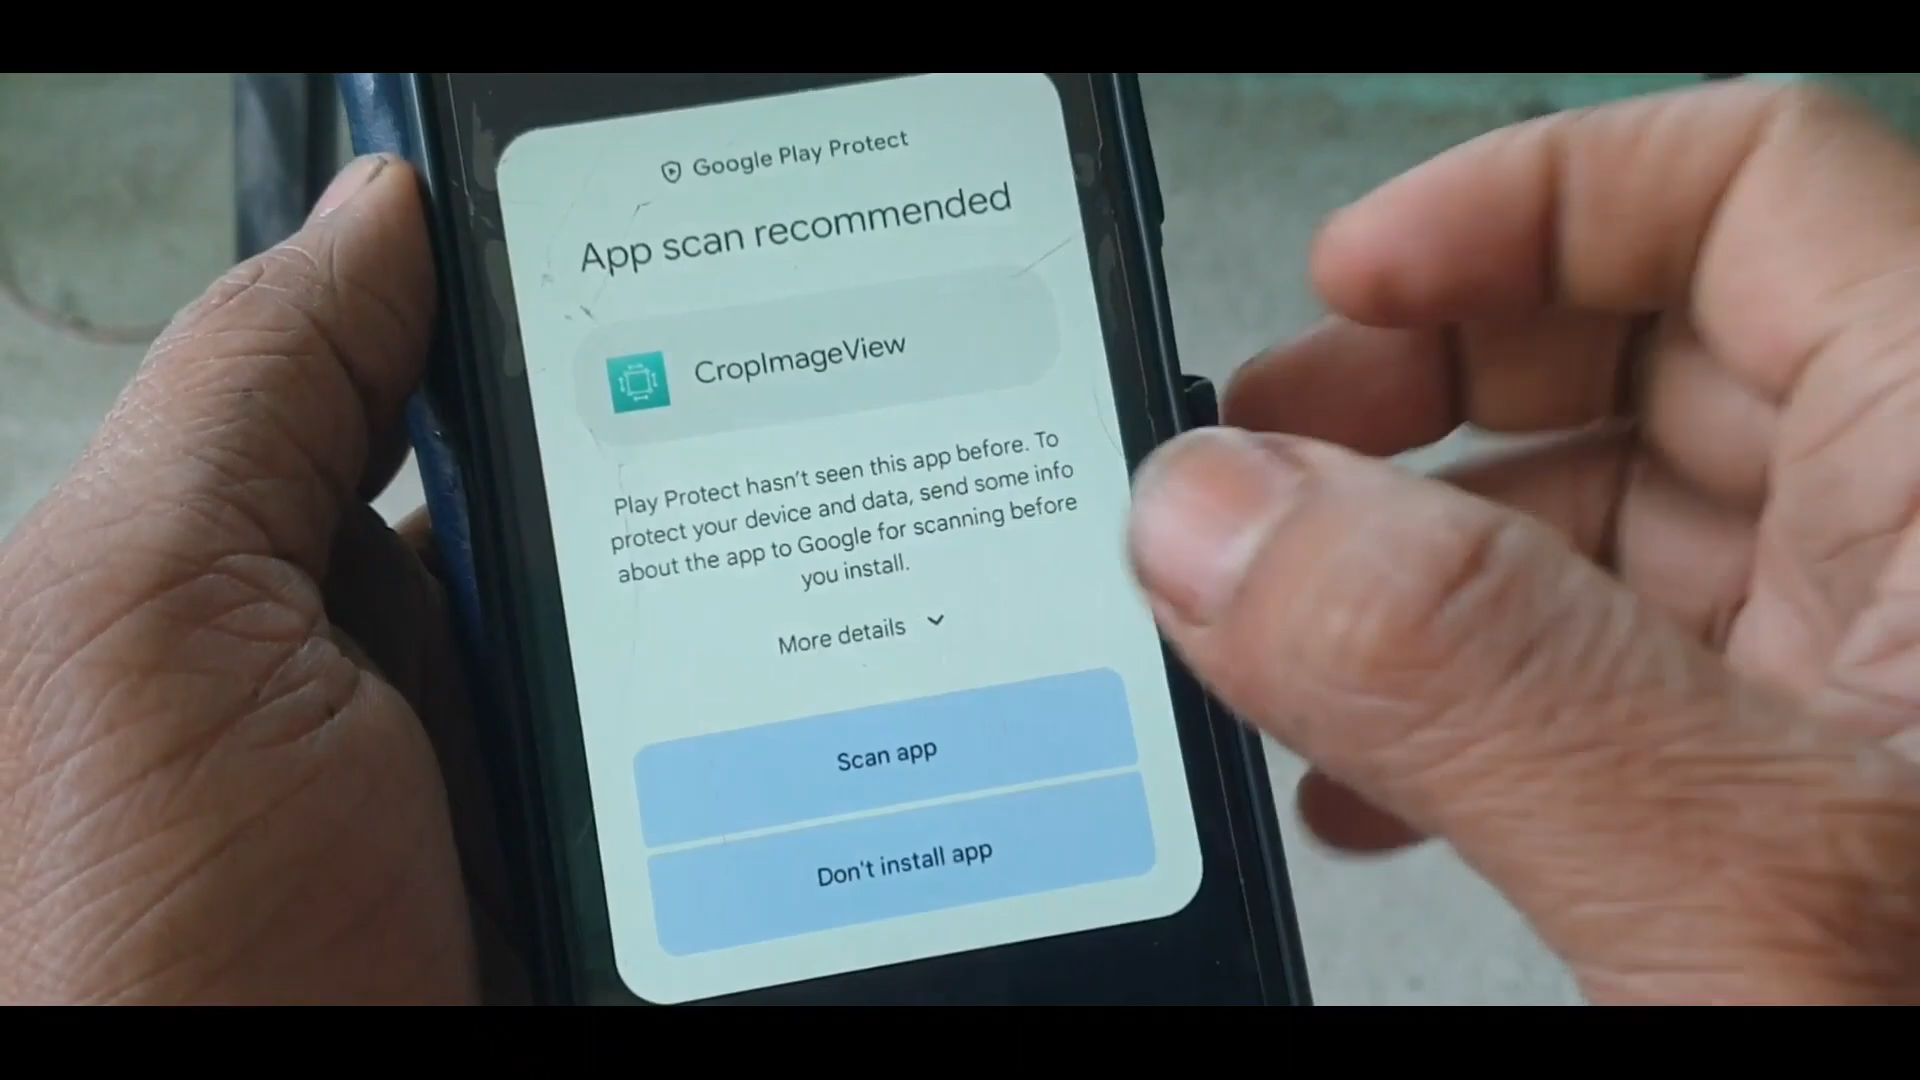 Google Play Protect
App scan recommended
CropImageView
Play Protect hasn't seen this app before. To
protect your device and data, send some info
about the app to Google for scanning before
you install.
More details
Scan app
Don't install app